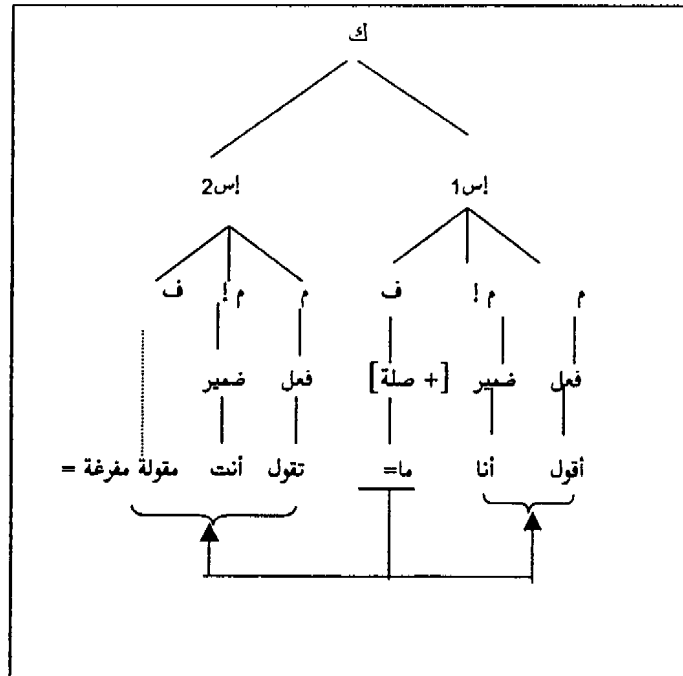 ك
إس1 إس2
م م ! ف م م ! ف
فعل ضمير [+ صلة] فعل ضمير
أقول أنا ما= تقول أنت مقولة مفرغة =